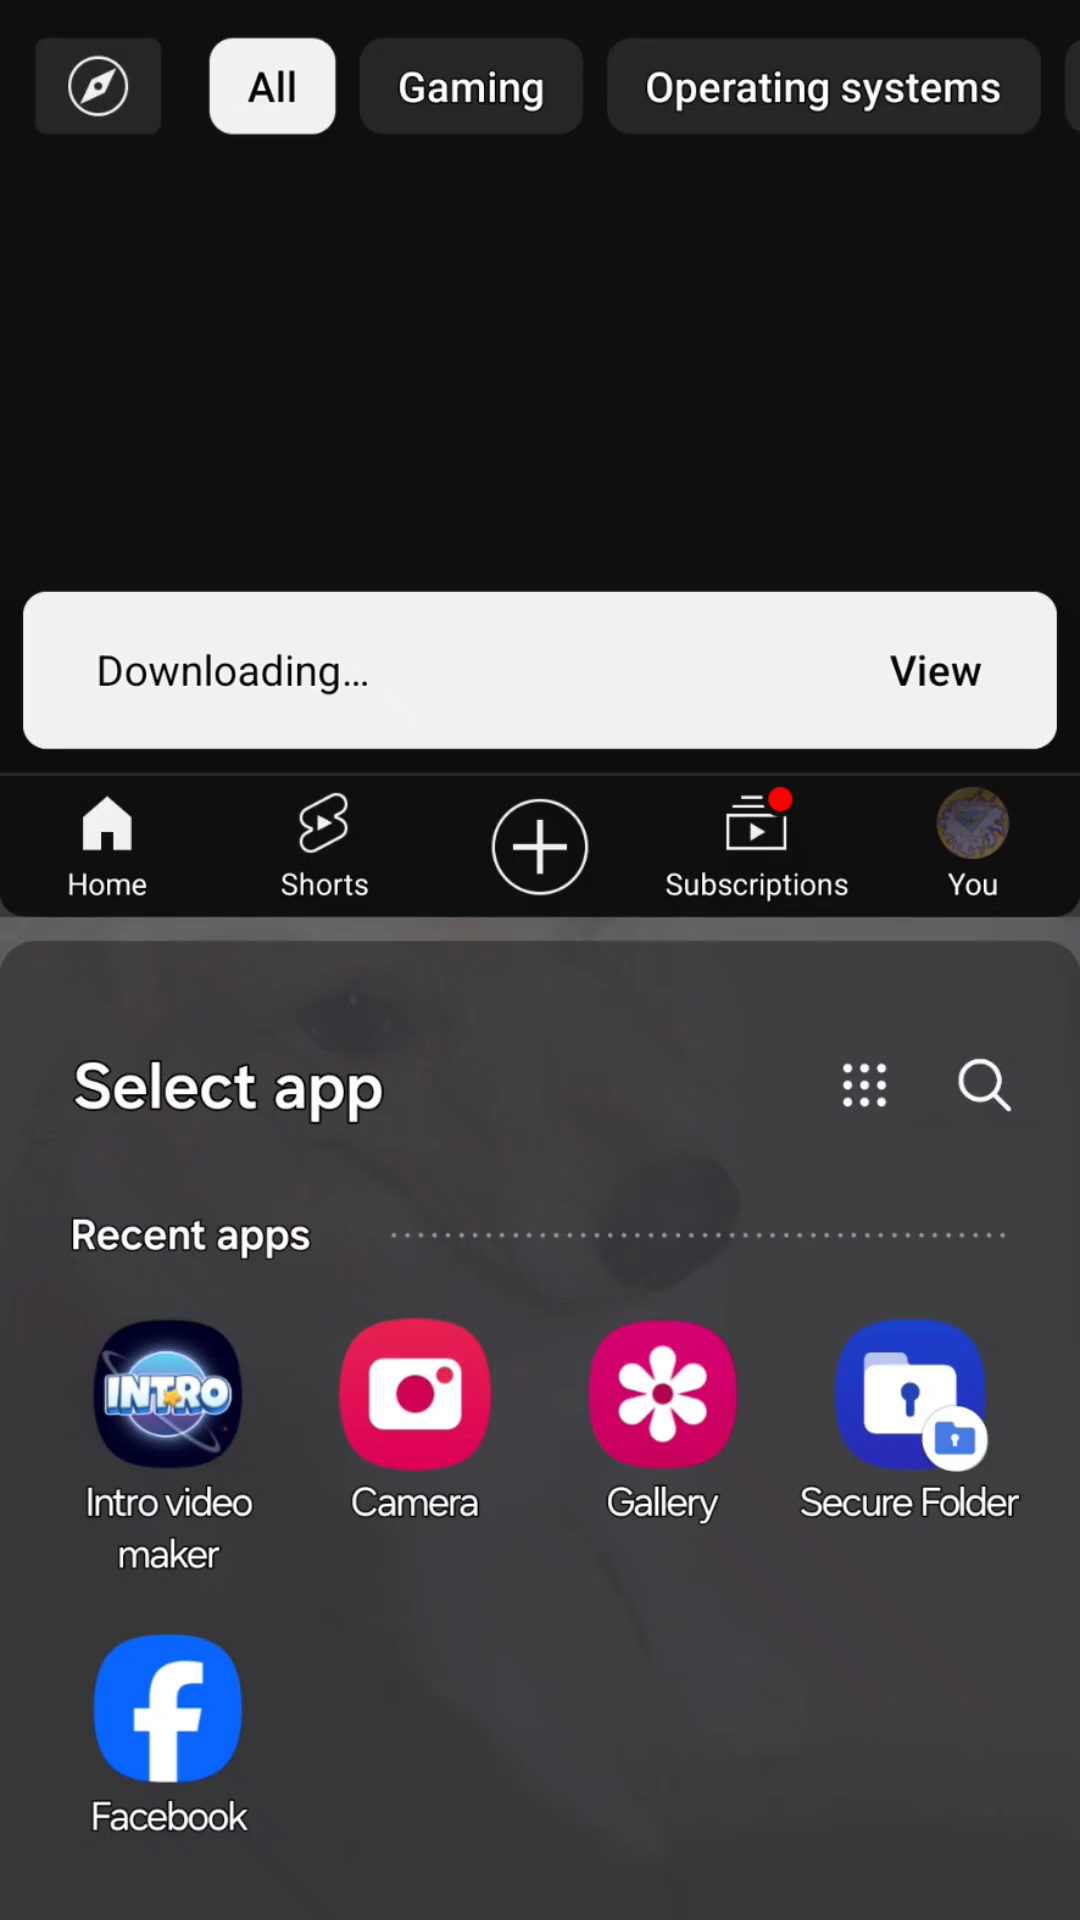 All
Gaming
Operating systems
Downloading...
View
Home
Shorts
Subscriptions
You
Select app
Recent apps
INTRO
Intro video
maker
Camera
Gallery
Secure Folder
Facebook